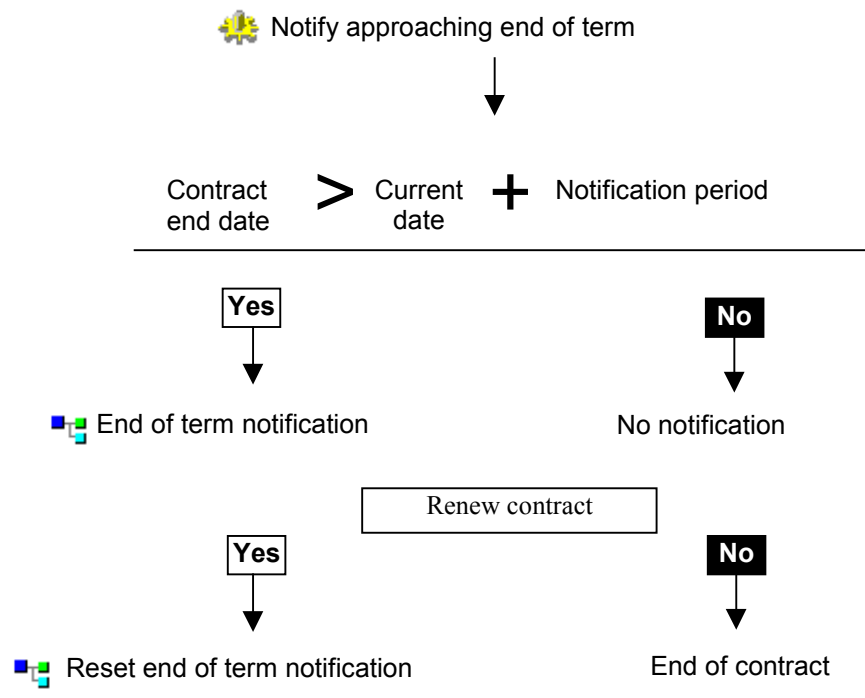 Notify approaching end of term
Contract end date > Current date + Notification period
Yes
No
End of term notification
No notification
Renew contract
Yes
No
Reset end of term notification
End of contract